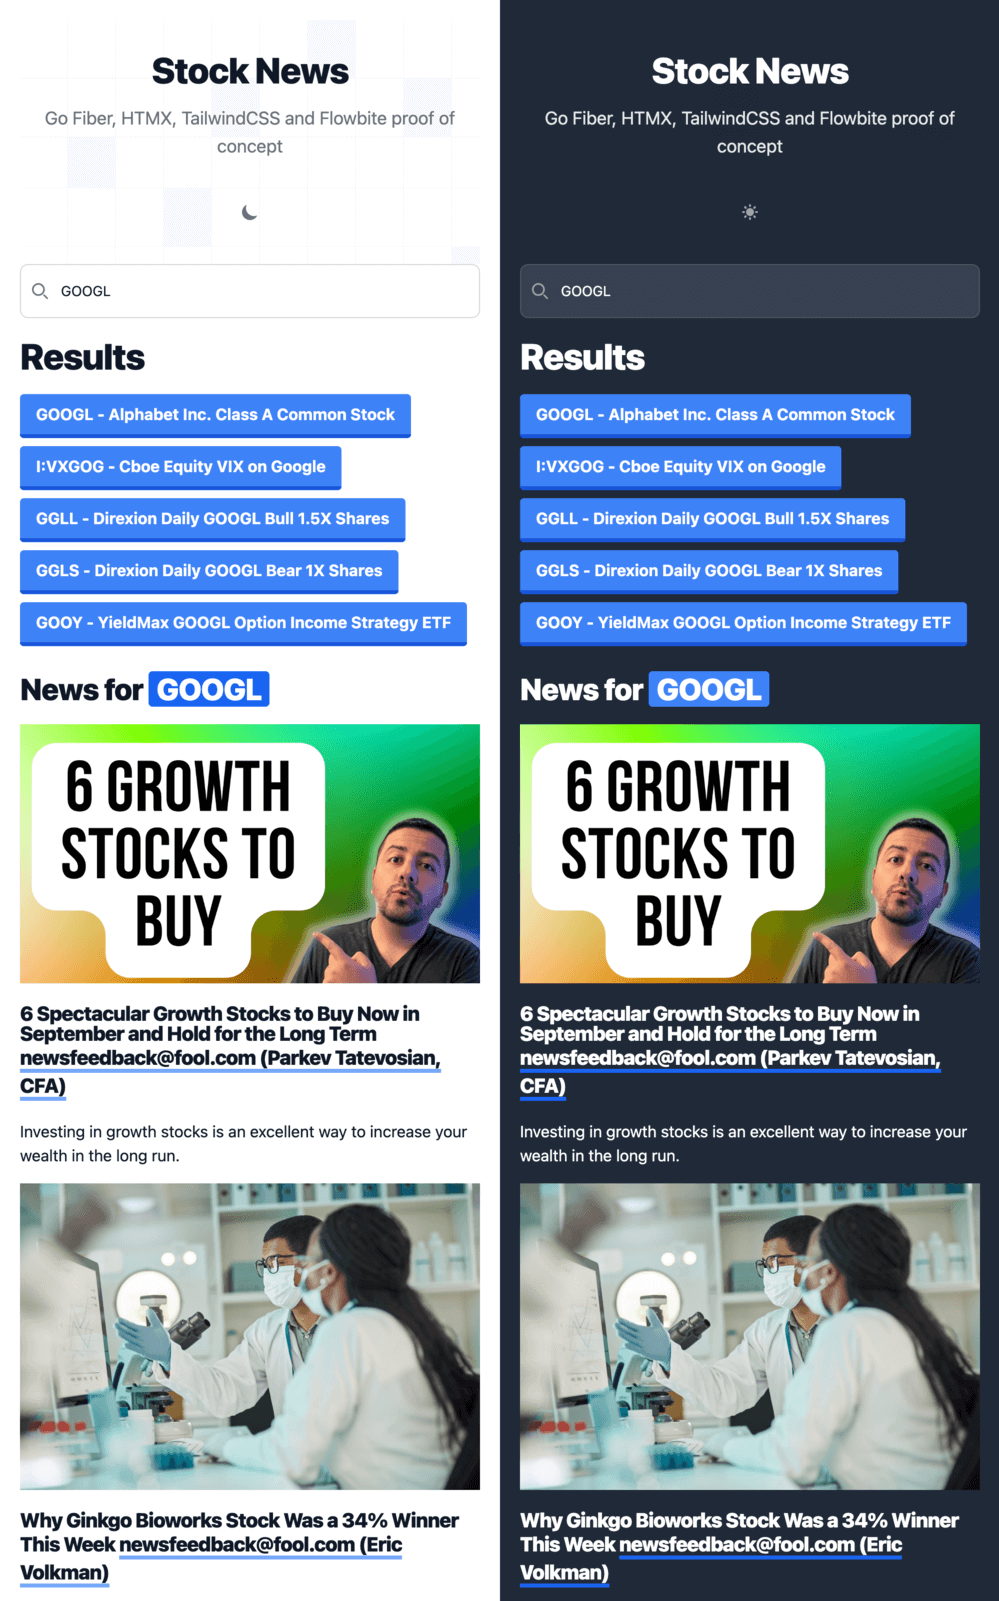 Stock News
Go Fiber, HTMX, TailwindCSS and Flowbite proof of
concept
GOOGL
Results
GOOGL - Alphabet Inc. Class A Common Stock
I:VXGOG - Cboe Equity VIX on Google
GGLL - Direxion Daily GOOGL Bull 1.5X Shares
GGLS - Direxion Daily GOOGL Bear 1X Shares
GOOY - YieldMax GOOGL Option Income Strategy ETF
News for GOOGL
6 GROWTH
STOCKS TO
BUY
6 Spectacular Growth Stocks to Buy Now in
September and Hold for the Long Term
newsfeedback@fool.com (Parkev Tatevosian,
CFA)
Investing in growth stocks is an excellent way to increase your
wealth in the long run.
Why Ginkgo Bioworks Stock Was a 34% Winner
This Week newsfeedback@fool.com (Eric
Volkman)
Stock News
Go Fiber, HTMX, TailwindCSS and Flowbite proof of
concept
GOOGL
Results
GOOGL - Alphabet Inc. Class A Common Stock
I:VXGOG - Cboe Equity VIX on Google
GGLL - Direxion Daily GOOGL Bull 1.5X Shares
GGLS - Direxion Daily GOOGL Bear 1X Shares
GOOY - YieldMax GOOGL Option Income Strategy ETF
News for GOOGL
6 GROWTH
STOCKS TO
BUY
6 Spectacular Growth Stocks to Buy Now in
September and Hold for the Long Term
newsfeedback@fool.com (Parkev Tatevosian,
CFA)
Investing in growth stocks is an excellent way to increase your
wealth in the long run.
Why Ginkgo Bioworks Stock Was a 34% Winner
This Week newsfeedback@fool.com (Eric
Volkman)